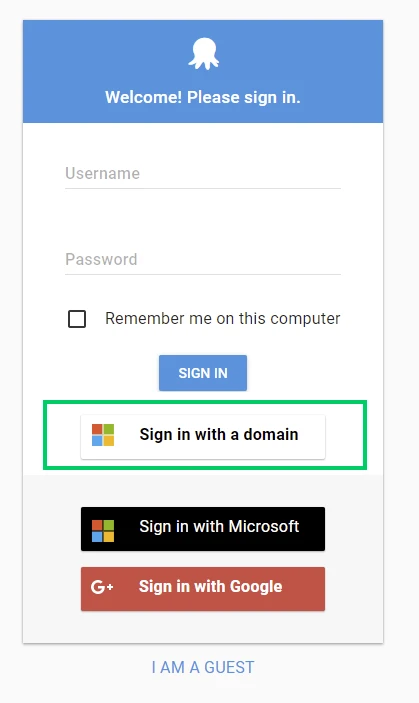 Welcome! Please sign in.
Username
Password
Remember me on this computer
SIGN IN
Sign in with a domain
Sign in with Microsoft
G+ Sign in with Google
I AM A GUEST